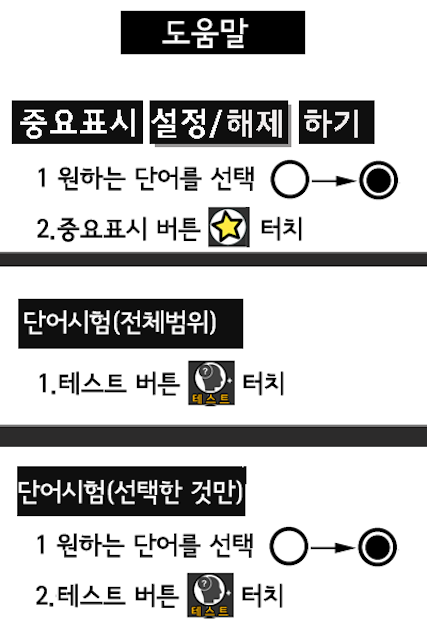 도움말
중요표시 설정/해제 하기
1 원하는 단어를 선택
2.중요표시 버튼 터치
단어시험(전체범위)
1.테스트 버튼 ? 테스트 터치
단어시험(선택한 것만)
1 원하는 단어를 선택
2.테스트 버튼 ? 테스트 터치